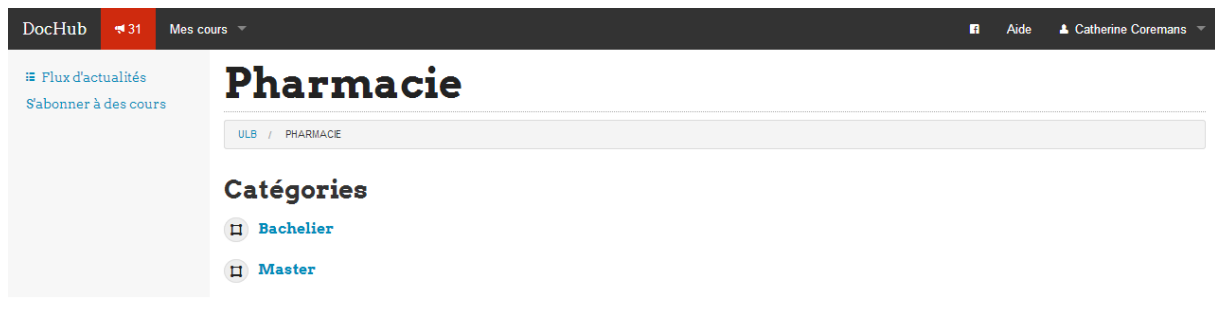 DocHub 31 Mes cours Aide Catherine Coremans
Flux d'actualités
S'abonner à des cours
Pharmacie
ULB / PHARMACIE
Catégories
Bachelier
Master